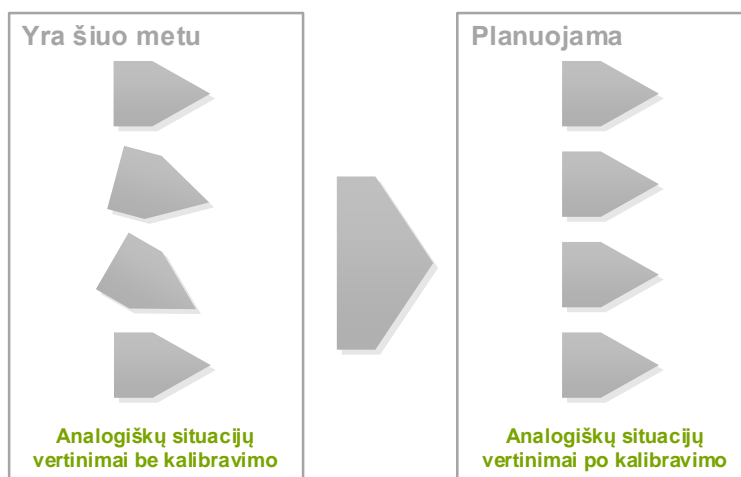 Yra šiuo metu
Planuojama
Analogiškų situacijų
vertinimai be kalibravimo
Analogiškų situacijų
vertinimai po kalibravimo